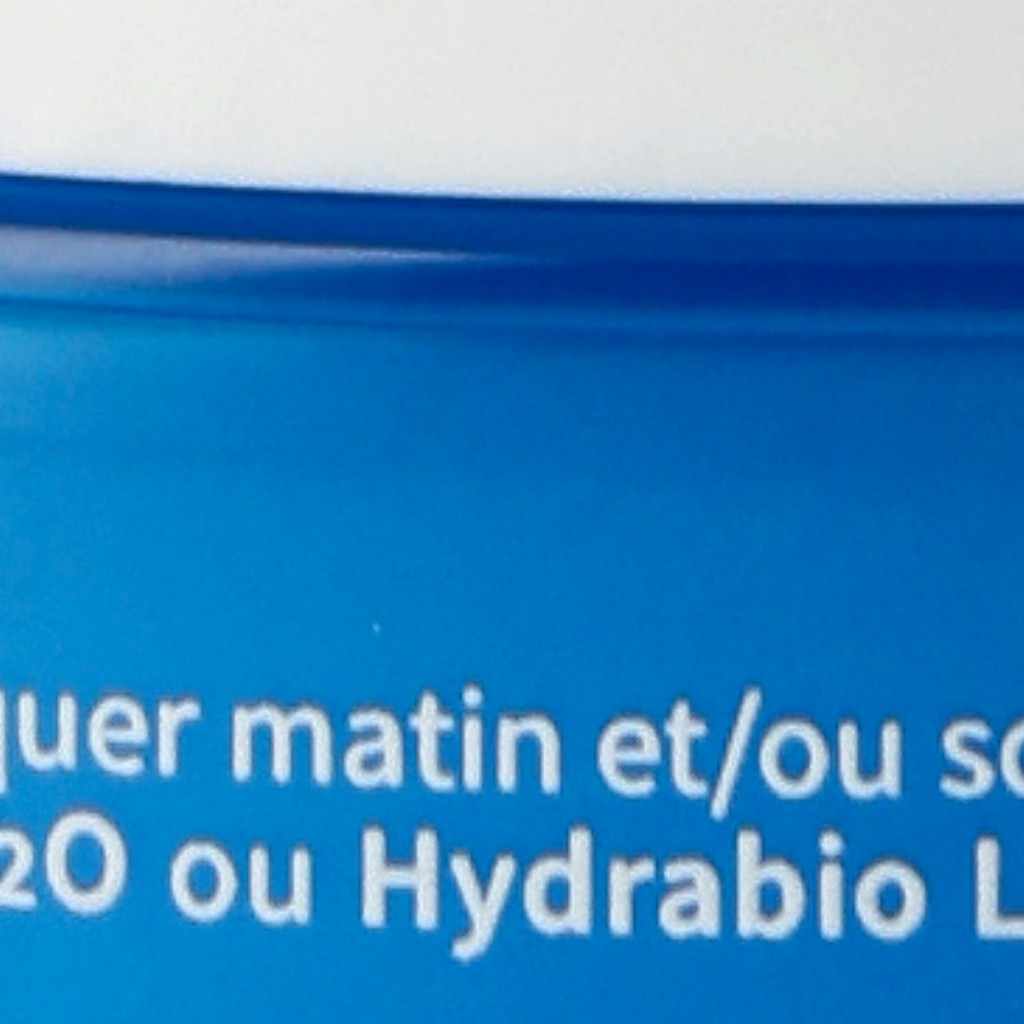 quer matin et/ou so
2O ou Hydrabio L